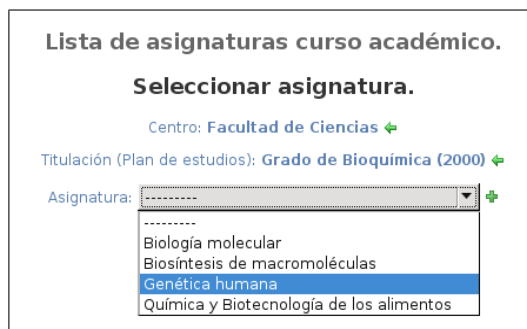 Lista de asignaturas curso académico.
Seleccionar asignatura.
Centro: Facultad de Ciencias
Titulación (Plan de estudios): Grado de Bioquímica (2000)
Asignatura: ---------
---------
Biología molecular
Biosíntesis de macromoléculas
Genética humana
Química y Biotecnología de los alimentos